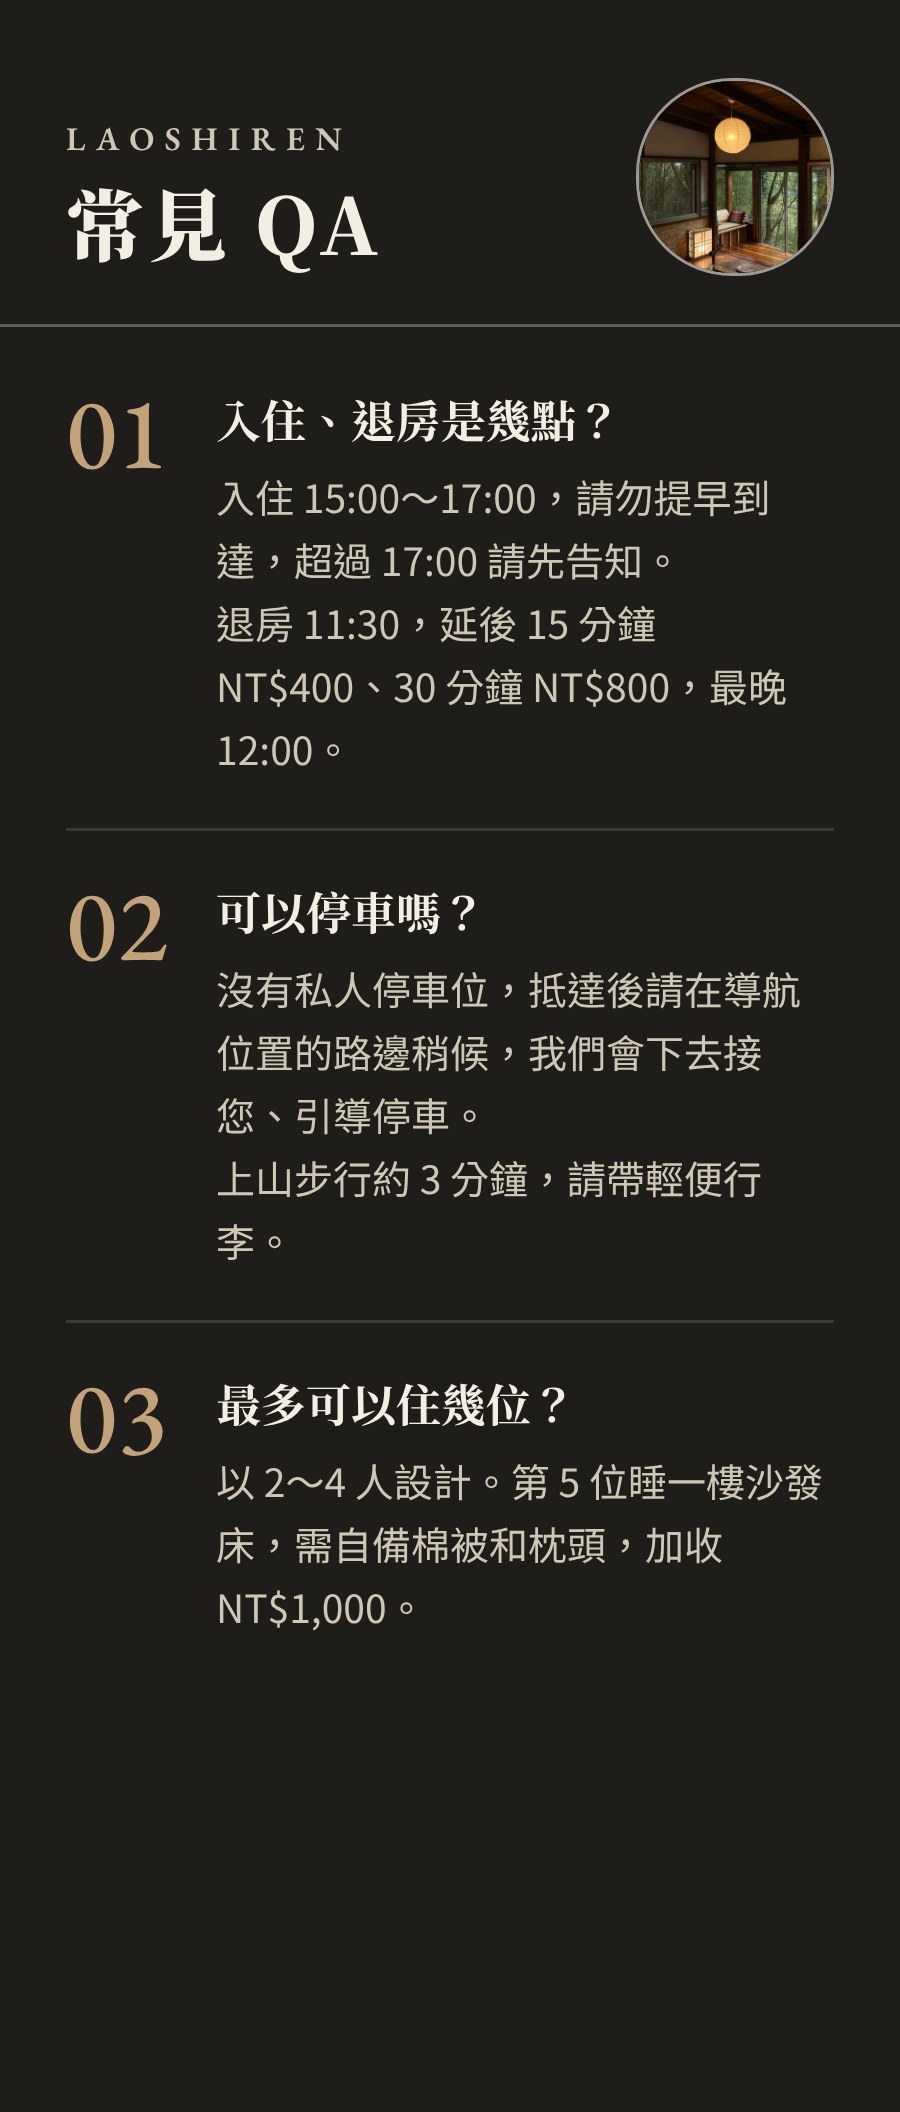 LAOSHIREN
常見 QA
01
入住、退房是幾點？
入住 15:00～17:00，請勿提早到
達，超過 17:00 請先告知。
退房 11:30，延後 15 分鐘
NT$400、30 分鐘 NT$800，最晚
12:00。
02
可以停車嗎？
沒有私人停車位，抵達後請在導航
位置的路邊稍候，我們會下去接
您、引導停車。
上山步行約 3 分鐘，請帶輕便行
李。
03
最多可以住幾位？
以 2～4 人設計。第 5 位睡一樓沙發
床，需自備棉被和枕頭，加收
NT$1,000。